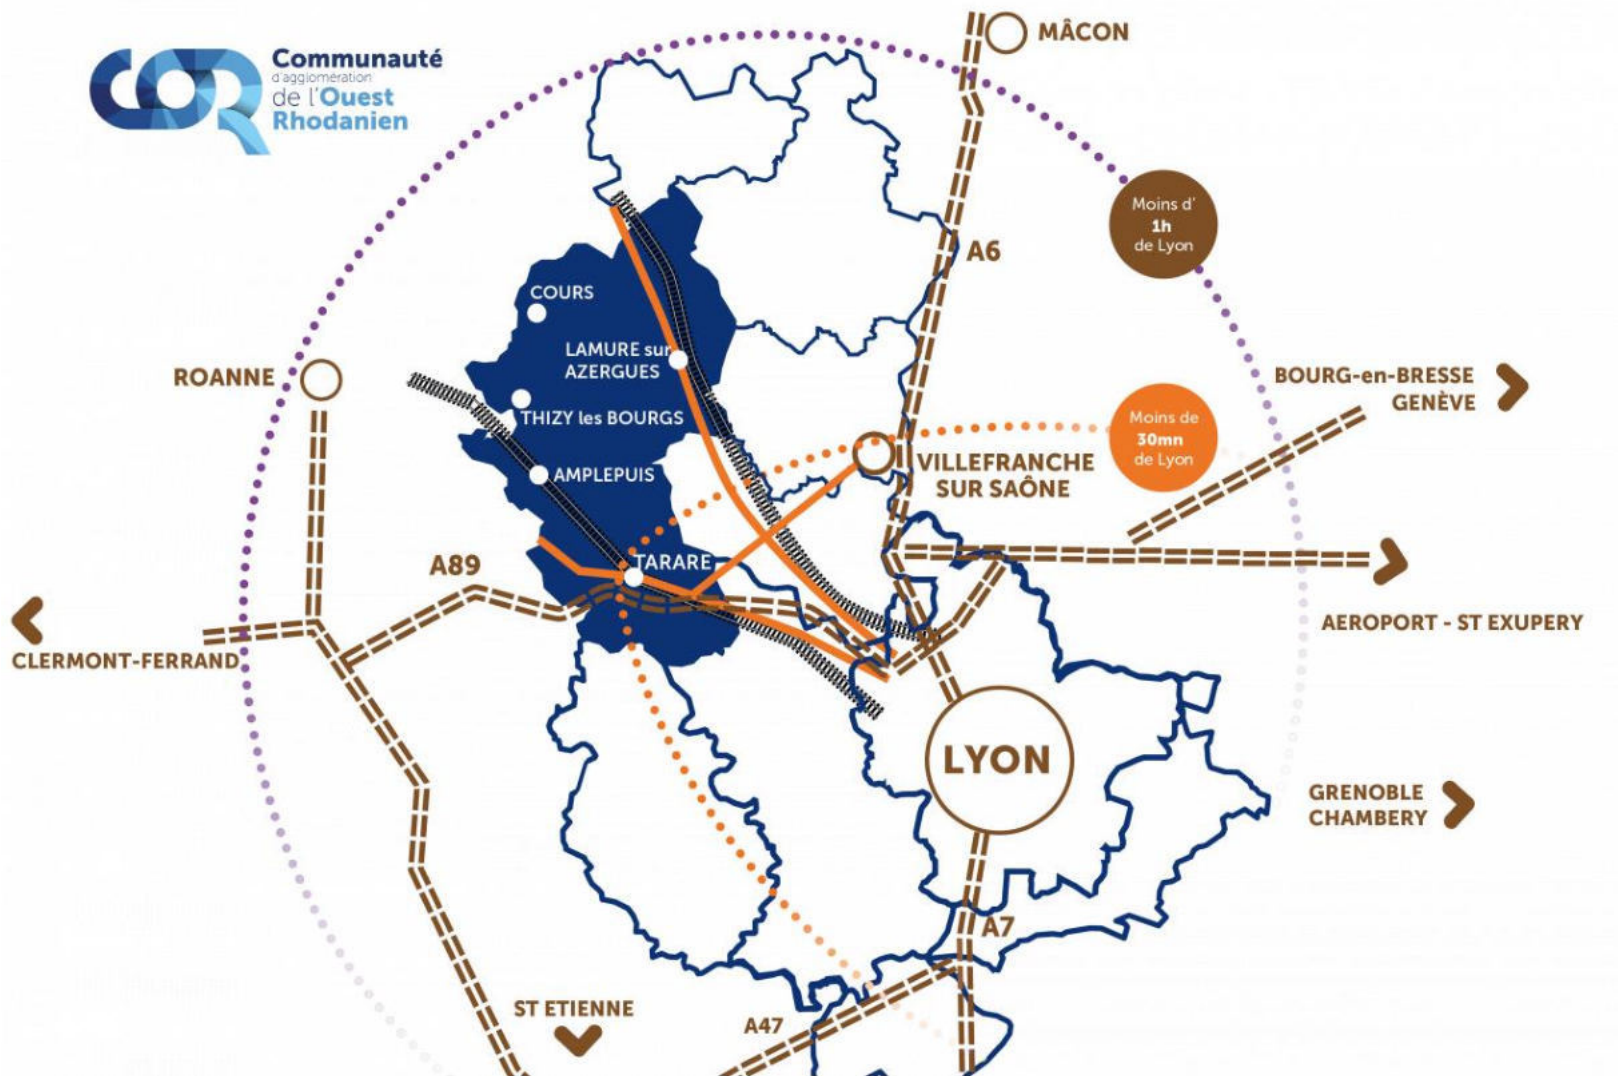 COR
Communauté
d'agglomération
de l'Ouest
Rhodanien
MÂCON
Moins d'
1h
de Lyon
A6
COURS
LAMURE sur
AZERGUES
ROANNE
THIZY les BOURGS
BOURG-en-BRESSE
GENÈVE
Moins de
30mn
de Lyon
VILLEFRANCHE
SUR SAÔNE
AMPLEPUIS
A89
TARARE
AEROPORT - ST EXUPERY
CLERMONT-FERRAND
LYON
GRENOBLE
CHAMBERY
A7
ST ETIENNE
A47